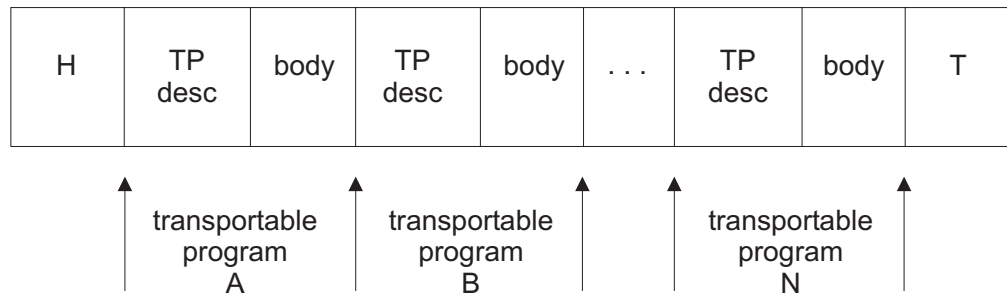 H
TP
desc
body
TP
desc
body
. . .
TP
desc
body
T
transportable
program
A
transportable
program
B
transportable
program
N